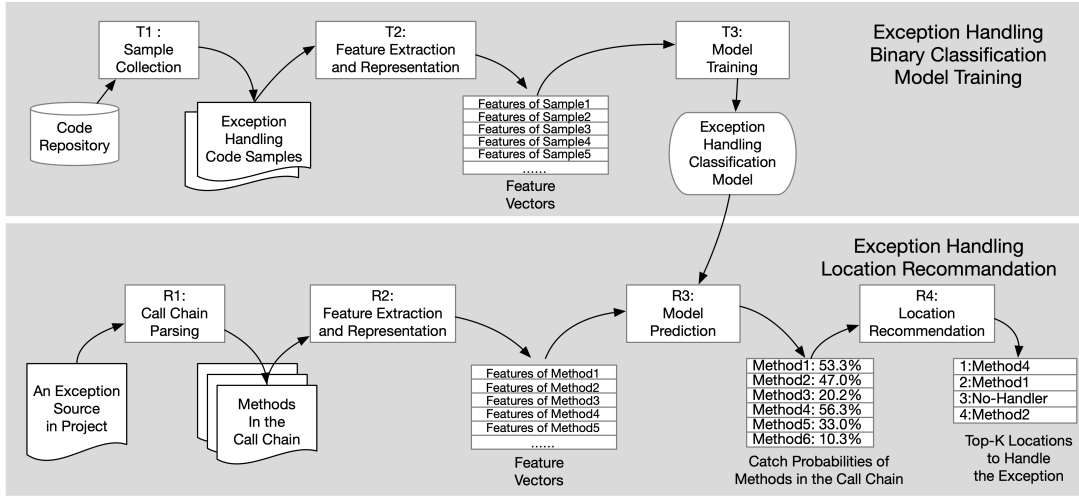 T1 :
Sample
Collection
T2:
Feature Extraction
and Representation
T3:
Model
Training
Exception Handling
Binary Classification
Model Training
Code
Repository
Exception
Handling
Code Samples
Features of Sample1
Features of Sample2
Features of Sample3
Features of Sample4
Features of Sample5
......
Feature
Vectors
Exception
Handling
Classification
Model
Exception Handling
Location Recommandation
R1:
Call Chain
Parsing
R2:
Feature Extraction
and Representation
R3:
Model
Prediction
R4:
Location
Recommendation
An Exception
Source
in Project
Methods
In the
Call Chain
Features of Method1
Features of Method2
Features of Method3
Features of Method4
Features of Method5
......
Feature
Vectors
Method1: 53.3%
Method2: 47.0%
Method3: 20.2%
Method4: 56.3%
Method5: 33.0%
Method6: 10.3%
Catch Probabilities of
Methods in the Call Chain
1:Method4
2:Method1
3:No-Handler
4:Method2
Top-K Locations
to Handle
the Exception